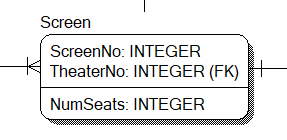 Screen
ScreenNo: INTEGER
TheaterNo: INTEGER (FK)
NumSeats: INTEGER